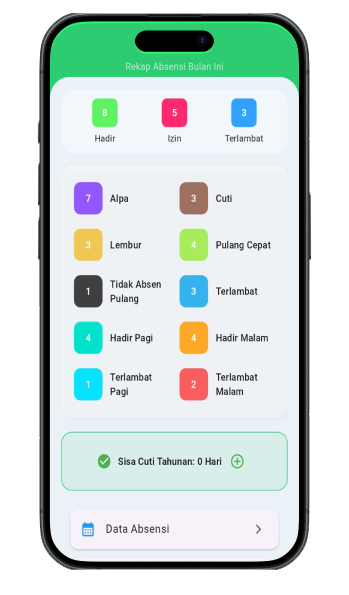 Rekap Absensi Bulan Ini
8 5 3
Hadir Izin Terlambat
7 Alpa 3 Cuti
3 Lembur 4 Pulang Cepat
1 Tidak Absen
Pulang
3 Terlambat
4 Hadir Pagi 4 Hadir Malam
1 Terlambat
Pagi
2 Terlambat
Malam
Sisa Cuti Tahunan: 0 Hari
Data Absensi